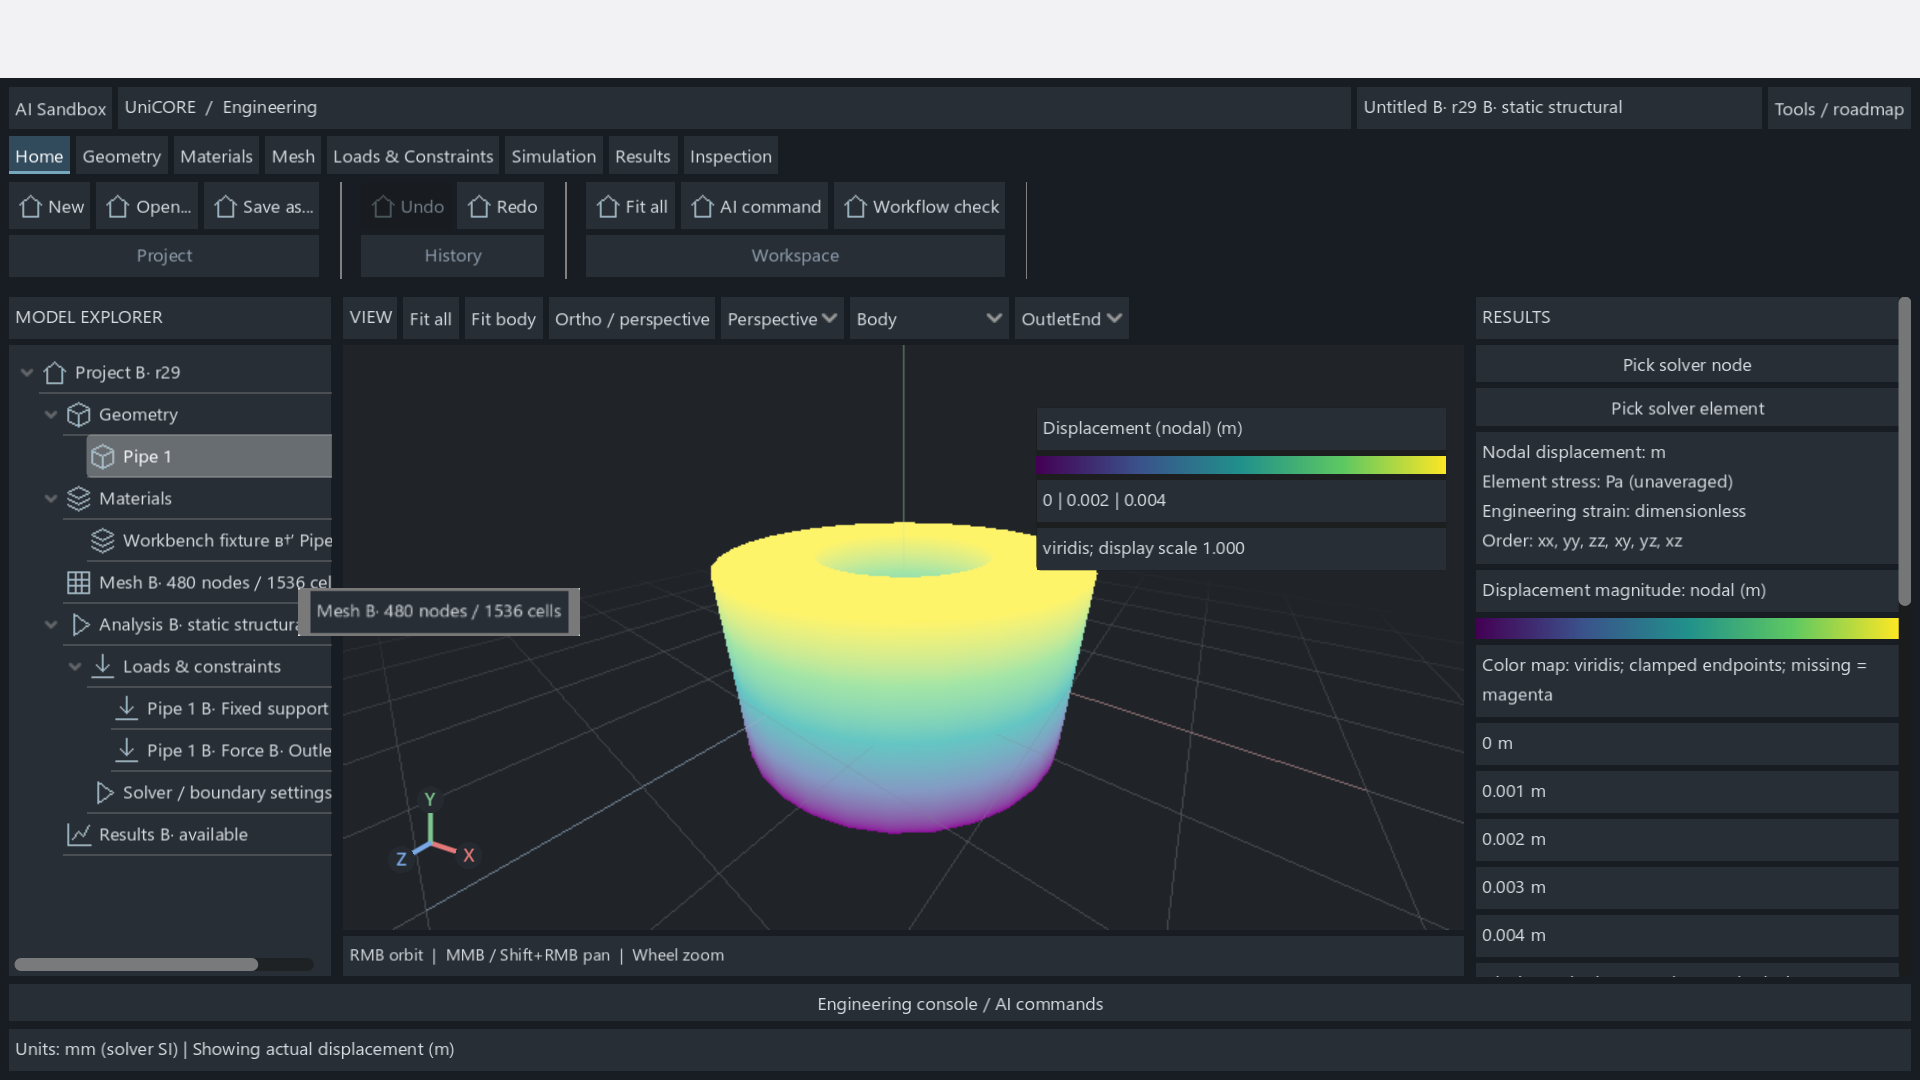 AI Sandbox
UniCORE / Engineering
Untitled В· r29 В· static structural
Tools / roadmap
Home
Geometry
Materials
Mesh
Loads & Constraints
Simulation
Results
Inspection
New
Open...
Save as...
Undo
Redo
Fit all
AI command
Workflow check
Project
History
Workspace
MODEL EXPLORER
VIEW
Fit all
Fit body
Ortho / perspective
Perspective
Body
OutletEnd
RESULTS
Project В· r29
Geometry
Pipe 1
Materials
Workbench fixture в†’ Pipe
Mesh В· 480 nodes / 1536 cel
Mesh В· 480 nodes / 1536 cells
Analysis В· static structura
Loads & constraints
Pipe 1 В· Fixed support
Pipe 1 В· Force В· Outle
Solver / boundary settings
Results В· available
Displacement (nodal) (m)
0 | 0.002 | 0.004
viridis; display scale 1.000
Y
Z
X
RMB orbit | MMB / Shift+RMB pan | Wheel zoom
Pick solver node
Pick solver element
Nodal displacement: m
Element stress: Pa (unaveraged)
Engineering strain: dimensionless
Order: xx, yy, zz, xy, yz, xz
Displacement magnitude: nodal (m)
Color map: viridis; clamped endpoints; missing =
magenta
0 m
0.001 m
0.002 m
0.003 m
0.004 m
Engineering console / AI commands
Units: mm (solver SI) | Showing actual displacement (m)